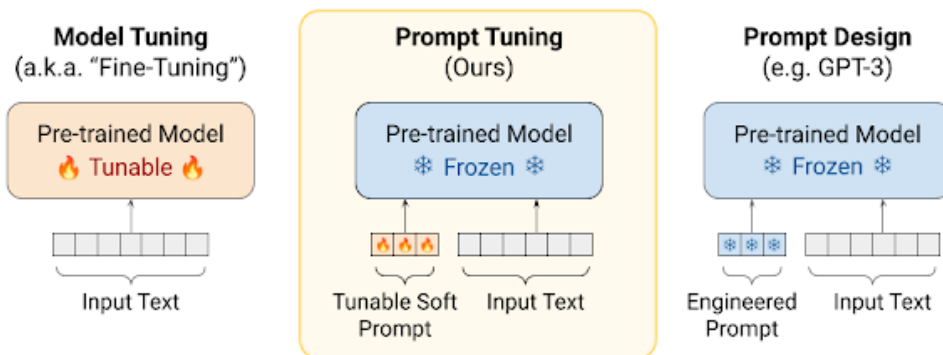 Model Tuning
(a.k.a. “Fine-Tuning”)
Pre-trained Model
🔥 Tunable 🔥
Input Text
Prompt Tuning
(Ours)
Pre-trained Model
❄ Frozen ❄
Tunable Soft
Prompt
Input Text
Prompt Design
(e.g. GPT-3)
Pre-trained Model
❄ Frozen ❄
Engineered
Prompt
Input Text